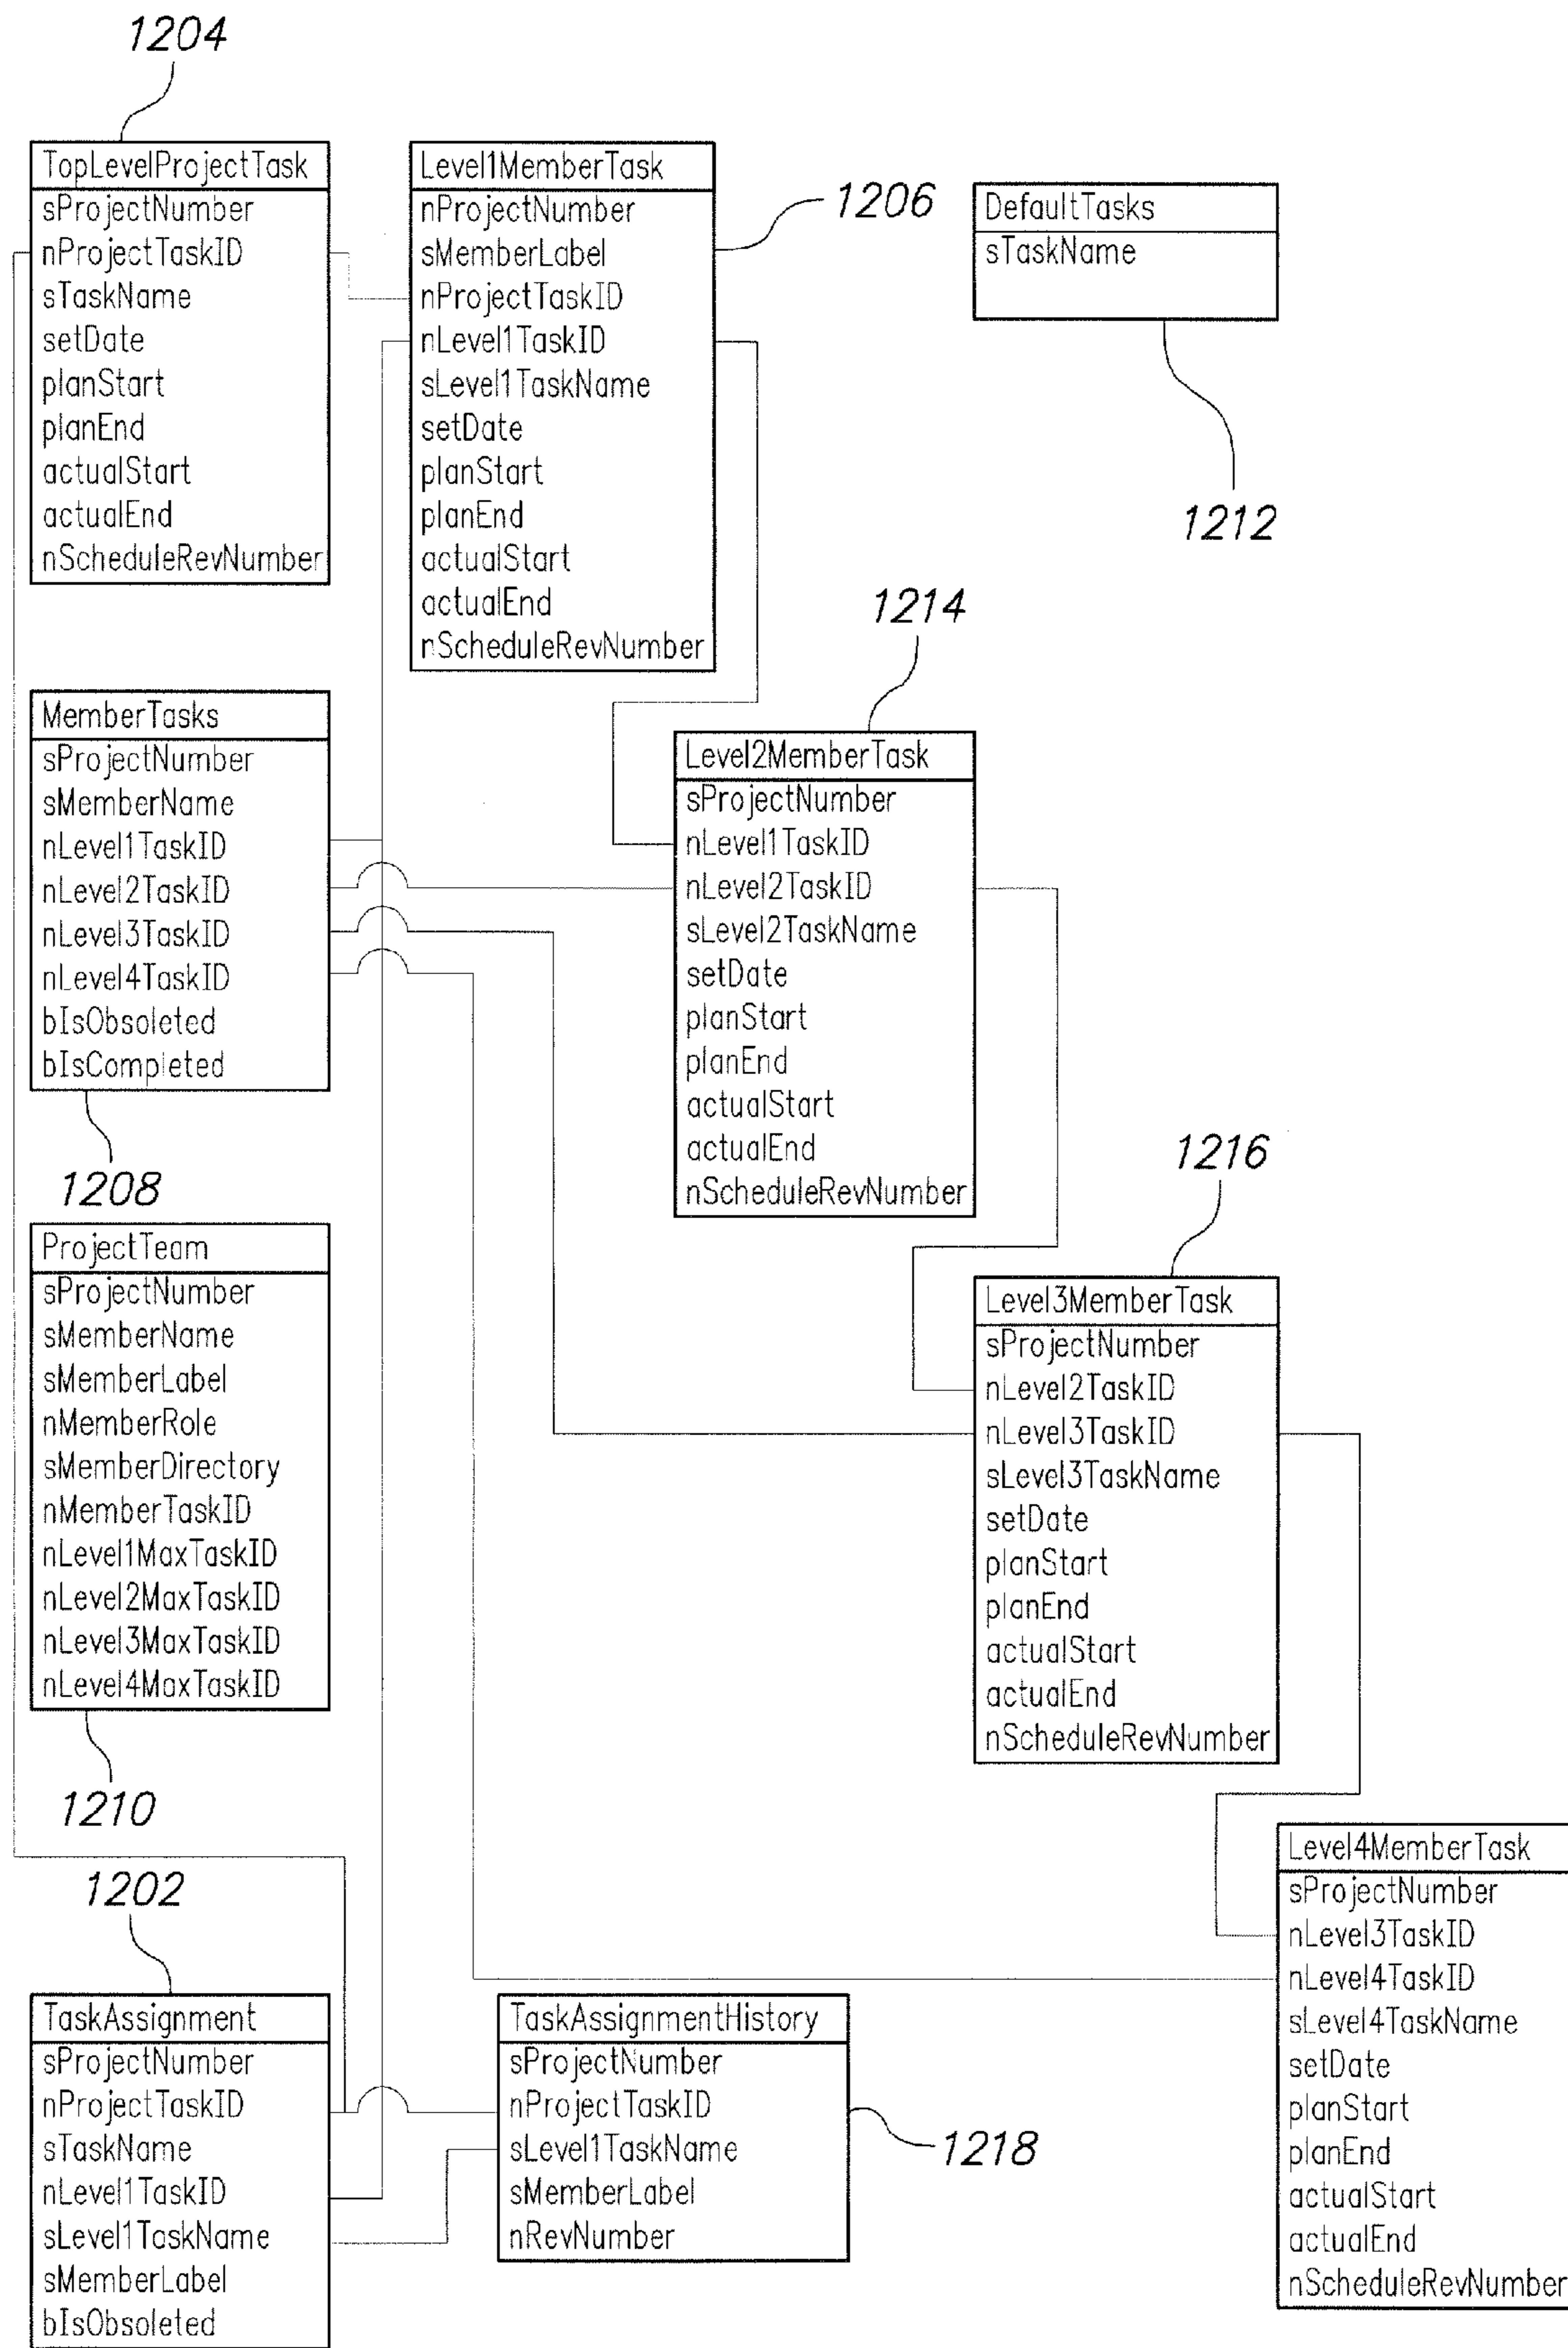 1204
TopLevelProjectTask
sProjectNumber
nProjectTaskID
sTaskName
setDate
planStart
planEnd
actualStart
actualEnd
nScheduleRevNumber
Level1MemberTask
nProjectNumber
sMemberLabel
nProjectTaskID
nLevel1TaskID
sLevel1TaskName
setDate
planStart
planEnd
actualStart
actualEnd
nScheduleRevNumber
1206
DefaultTasks
sTaskName
1212
MemberTasks
sProjectNumber
sMemberName
nLevel1TaskID
nLevel2TaskID
nLevel3TaskID
nLevel4TaskID
bIsObsoleted
bIsCompleted
1208
1214
Level2MemberTask
sProjectNumber
nLevel1TaskID
nLevel2TaskID
sLevel2TaskName
setDate
planStart
planEnd
actualStart
actualEnd
nScheduleRevNumber
ProjectTeam
sProjectNumber
sMemberName
sMemberLabel
nMemberRole
sMemberDirectory
nMemberTaskID
nLevel1MaxTaskID
nLevel2MaxTaskID
nLevel3MaxTaskID
nLevel4MaxTaskID
1210
1216
Level3MemberTask
sProjectNumber
nLevel2TaskID
nLevel3TaskID
sLevel3TaskName
setDate
planStart
planEnd
actualStart
actualEnd
nScheduleRevNumber
1202
TaskAssignment
sProjectNumber
nProjectTaskID
sTaskName
nLevel1TaskID
sLevel1TaskName
sMemberLabel
bIsObsoleted
TaskAssignmentHistory
sProjectNumber
nProjectTaskID
sLevel1TaskName
sMemberLabel
nRevNumber
1218
Level4MemberTask
sProjectNumber
nLevel3TaskID
nLevel4TaskID
sLevel4TaskName
setDate
planStart
planEnd
actualStart
actualEnd
nScheduleRevNumber